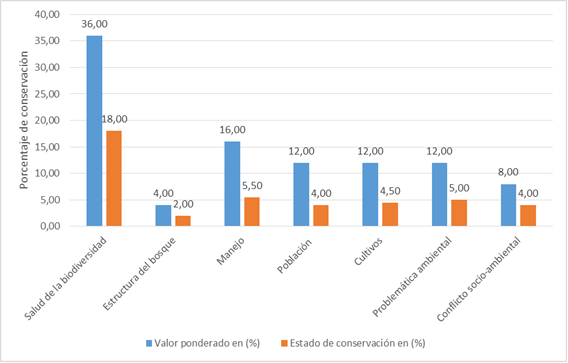 Porcentaje de conservaciòn
40,00
35,00
30,00
25,00
20,00
15,00
10,00
5,00
0,00
36,00
18,00
4,00
2,00
16,00
5,50
12,00
4,00
12,00
4,50
12,00
5,00
8,00
4,00
Salud de la biodiversidad
Estructura del bosque
Manejo
Población
Cultivos
Problemática ambiental
Conflicto socio-ambiental
Valor ponderado en (%)
Estado de conservación en (%)